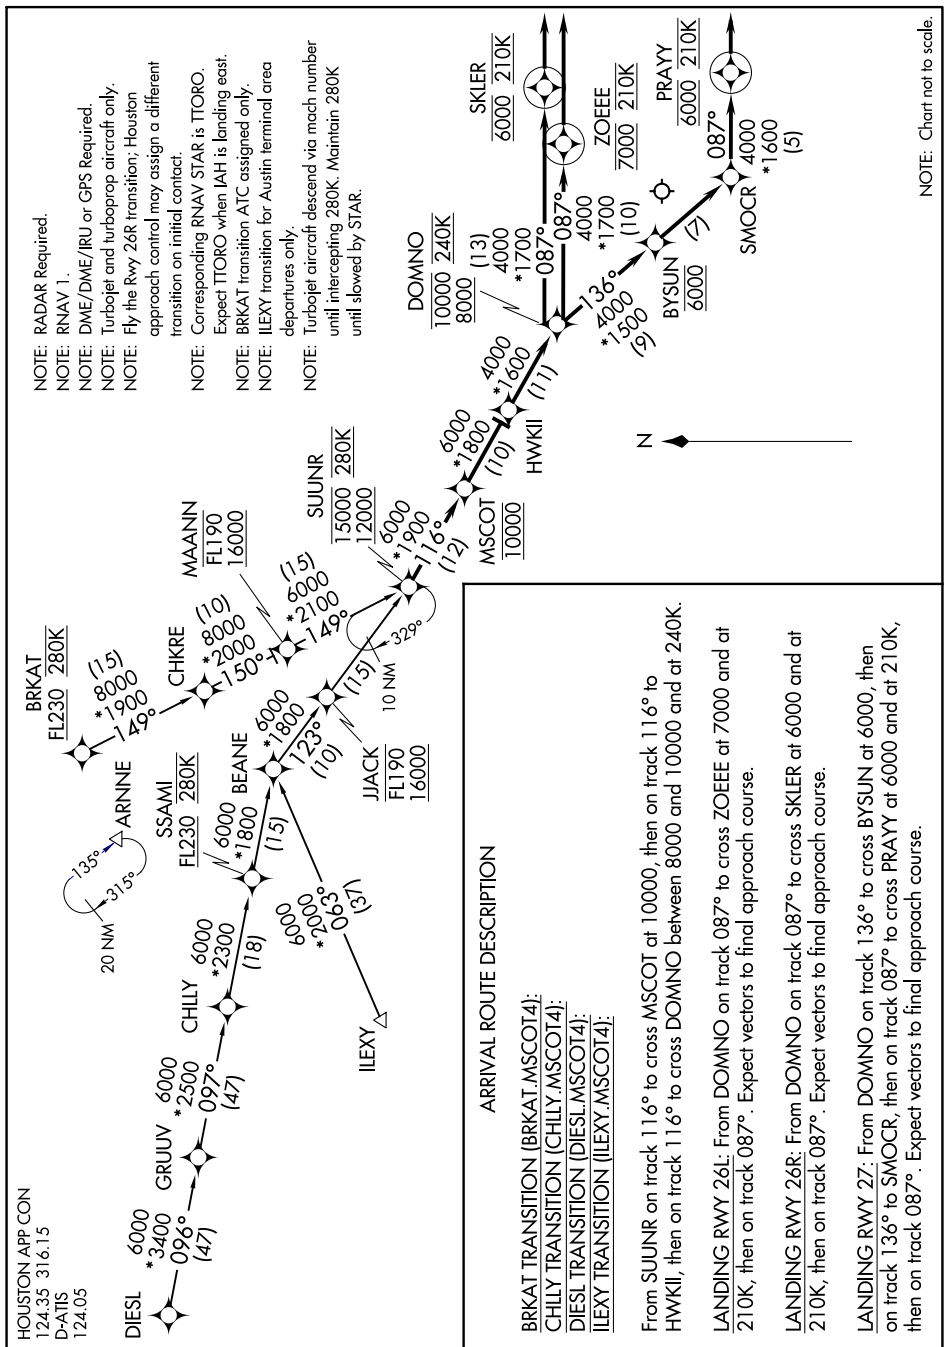 HOUSTON APP CON
124.35 316.15
D-ATIS
124.05
NOTE: RADAR Required.
NOTE: RNAV 1.
NOTE: DME/DME/IRU or GPS Required.
NOTE: Turbojet and turboprop aircraft only.
NOTE: Fly the Rwy 26R transition; Houston
approach control may assign a different
transition on initial contact.
NOTE: Corresponding RNAV STAR is TTORO.
Expect TTORO when IAH is landing east.
NOTE: BRKAT transition ATC assigned only.
NOTE: ILEXY transition for Austin terminal area
departures only.
NOTE: Turbojet aircraft descend via mach number
until intercepting 280K. Maintain 280K
until slowed by STAR.
DIESL
6000
*3400
096°
(47)
GRUUV
6000
*2500
097°
(47)
CHLLY
6000
*2300
(18)
SSAMI
FL230 280K
6000
*1800
(15)
BEANE
6000
*1800
123°
(10)
JJACK
FL190
16000
(15)
ILEXY
6000
*2000
063°
(37)
ARNNE
135°
315°
20 NM
BRKAT
FL230 280K
(15)
8000
*1900
149°
CHKRE
(10)
8000
*2000
150°
MAANN
FL190
16000
(15)
6000
*2100
149°
10 NM
329°
SUUNR
15000 280K
12000
6000
*1900
116°
(12)
MSCOT
10000
6000
*1800
(10)
HWKII
4000
*1600
(11)
DOMNO
10000 240K
8000
(13)
4000
*1700
087°
SKLER
6000 210K
087°
4000
*1700
(10)
ZOEEE
7000 210K
136°
4000
*1500
(9)
BYSUN
6000
(7)
SMOCR
087°
4000
*1600
(5)
PRAYY
6000 210K
N
NOTE: Chart not to scale.
ARRIVAL ROUTE DESCRIPTION
BRKAT TRANSITION (BRKAT.MSCOT4):
CHLLY TRANSITION (CHLLY.MSCOT4):
DIESL TRANSITION (DIESL.MSCOT4):
ILEXY TRANSITION (ILEXY.MSCOT4):
From SUUNR on track 116° to cross MSCOT at 10000, then on track 116° to
HWKII, then on track 116° to cross DOMNO between 8000 and 10000 and at 240K.
LANDING RWY 26L: From DOMNO on track 087° to cross ZOEEE at 7000 and at
210K, then on track 087°. Expect vectors to final approach course.
LANDING RWY 26R: From DOMNO on track 087° to cross SKLER at 6000 and at
210K, then on track 087°. Expect vectors to final approach course.
LANDING RWY 27: From DOMNO on track 136° to cross BYSUN at 6000, then
on track 136° to SMOCR, then on track 087° to cross PRAYY at 6000 and at 210K,
then on track 087°. Expect vectors to final approach course.